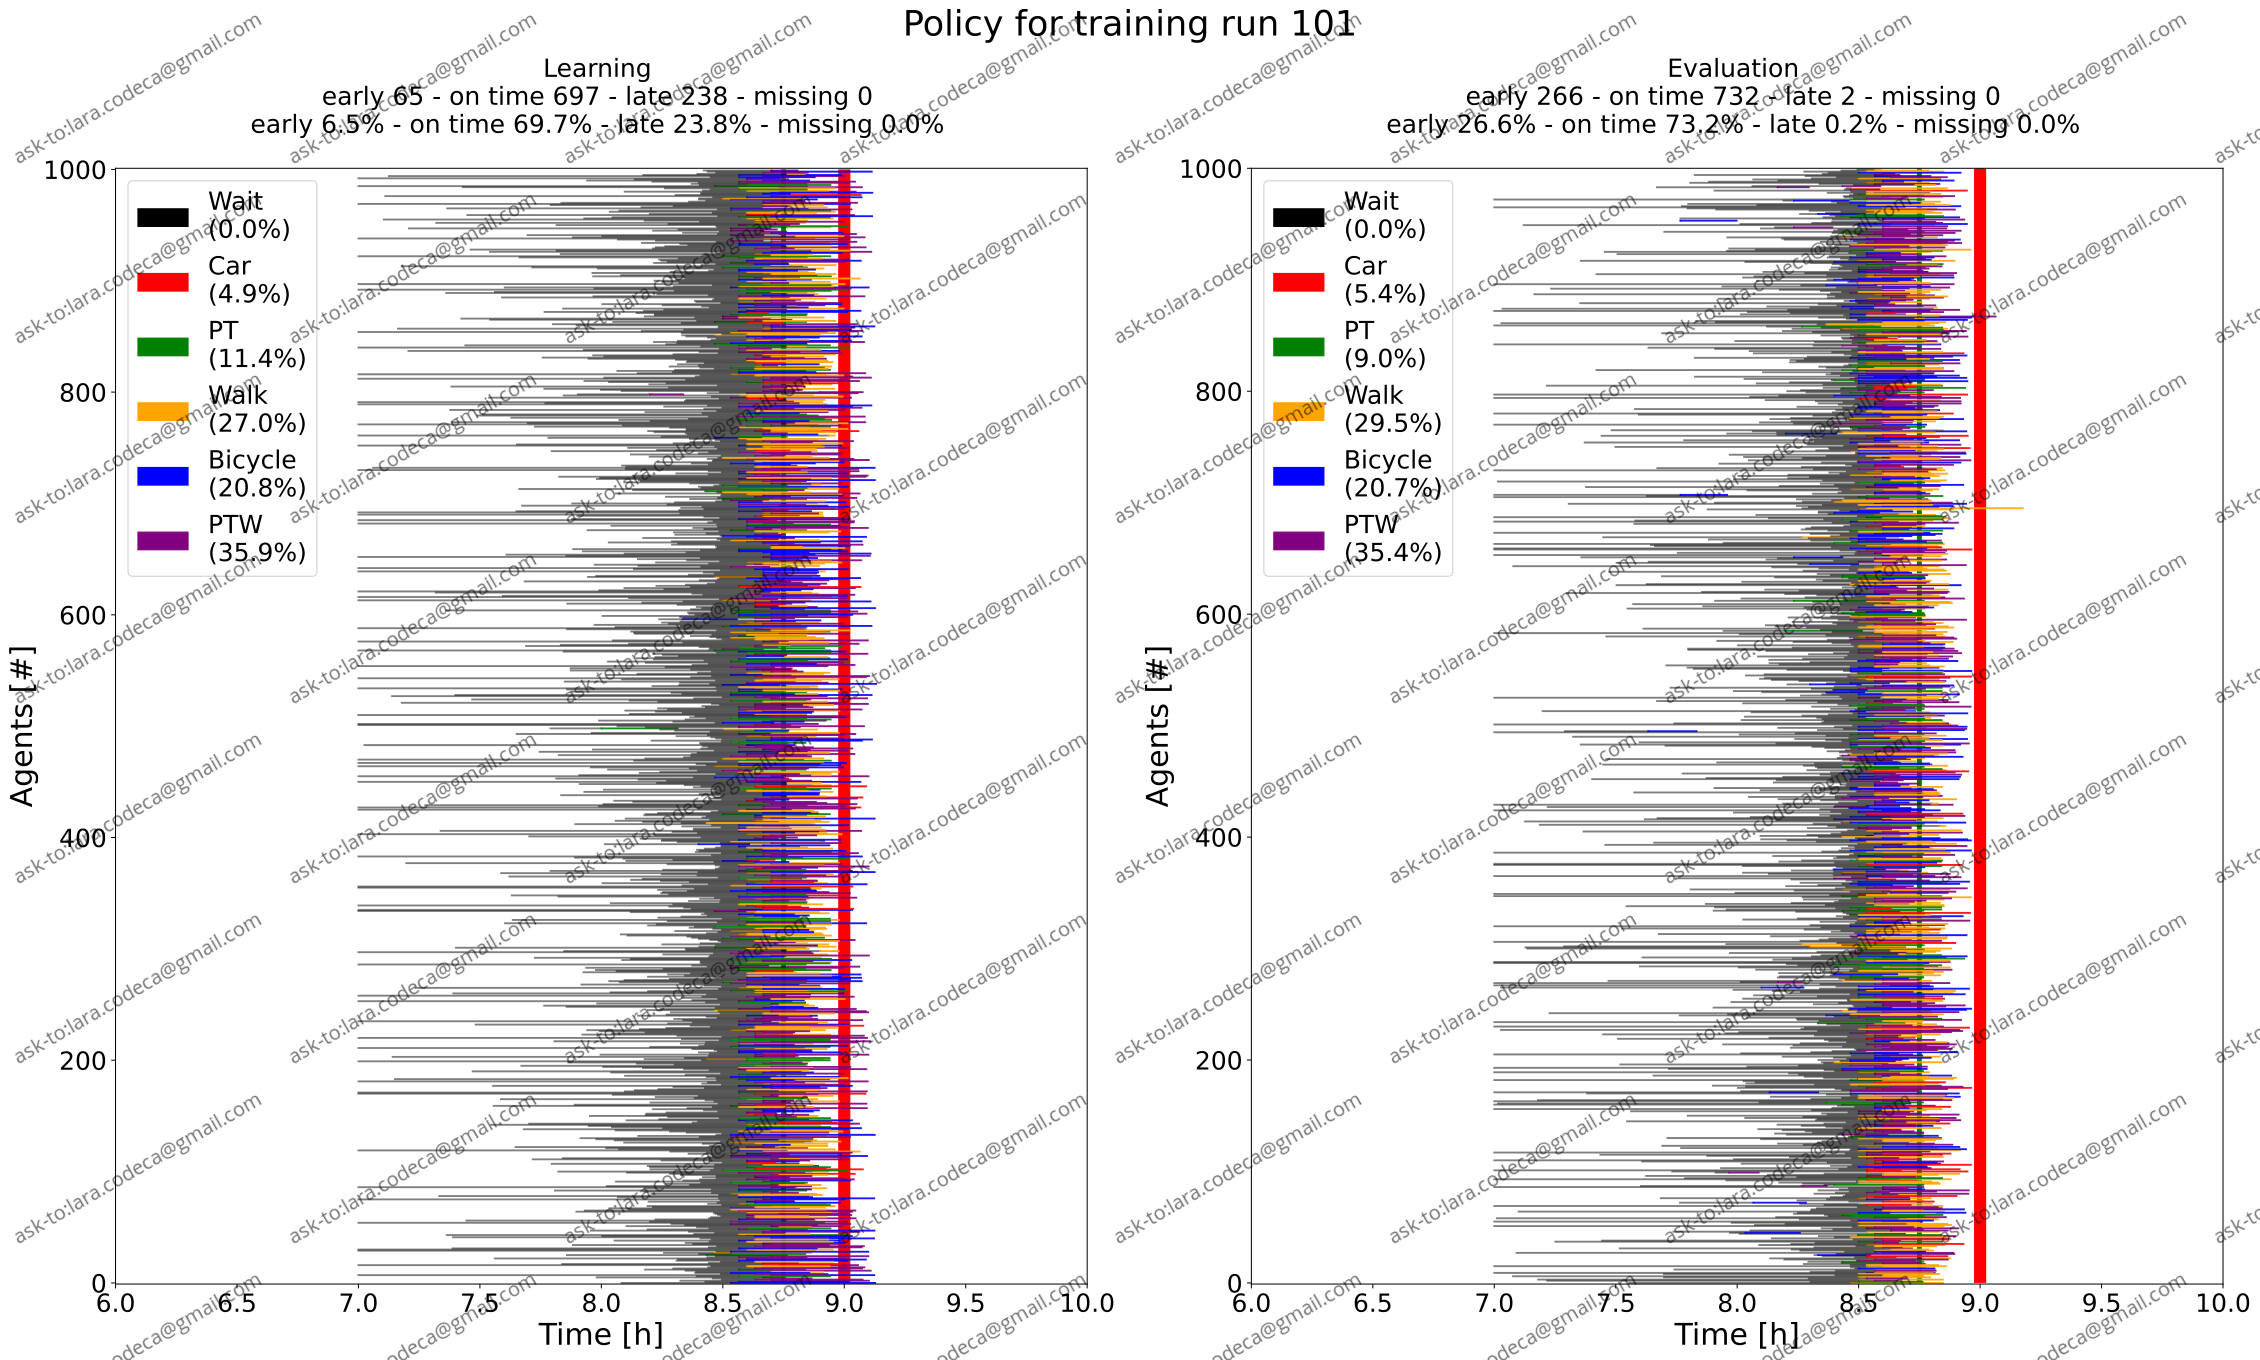 Policy for training run 101
Learning
early 65 - on time 697 - late 238 - missing 0
early 6.5% - on time 69.7% - late 23.8% - missing 0.0%
Wait
(0.0%)
Car
(4.9%)
PT
(11.4%)
Walk
(27.0%)
Bicycle
(20.8%)
PTW
(35.9%)
1000
800
600
400
200
0
Agents [#]
6.0 6.5 7.0 7.5 8.0 8.5 9.0 9.5 10.0
Time [h]
Evaluation
early 266 - on time 732 - late 2 - missing 0
early 26.6% - on time 73.2% - late 0.2% - missing 0.0%
Wait
(0.0%)
Car
(5.4%)
PT
(9.0%)
Walk
(29.5%)
Bicycle
(20.7%)
PTW
(35.4%)
1000
800
600
400
200
0
Agents [#]
6.0 6.5 7.0 7.5 8.0 8.5 9.0 9.5 10.0
Time [h]
ask-to:lara.codeca@gmail.com